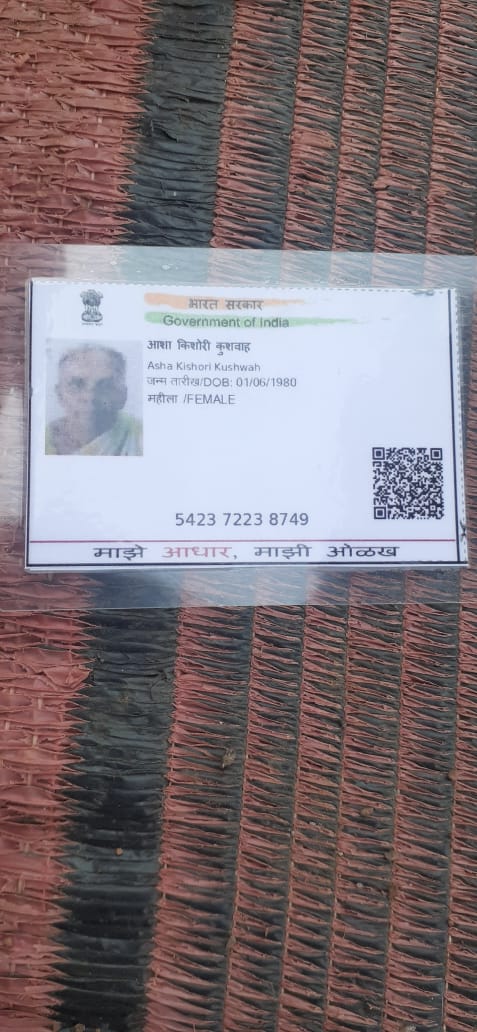 भारत सरकार
Government of India
आशा किशोरी कुशवाह
Asha Kishori Kushwah
जन्म तारीख/DOB: 01/06/1980
महीला /FEMALE
5423 7223 8749
माझे आधार, माझी ओळख